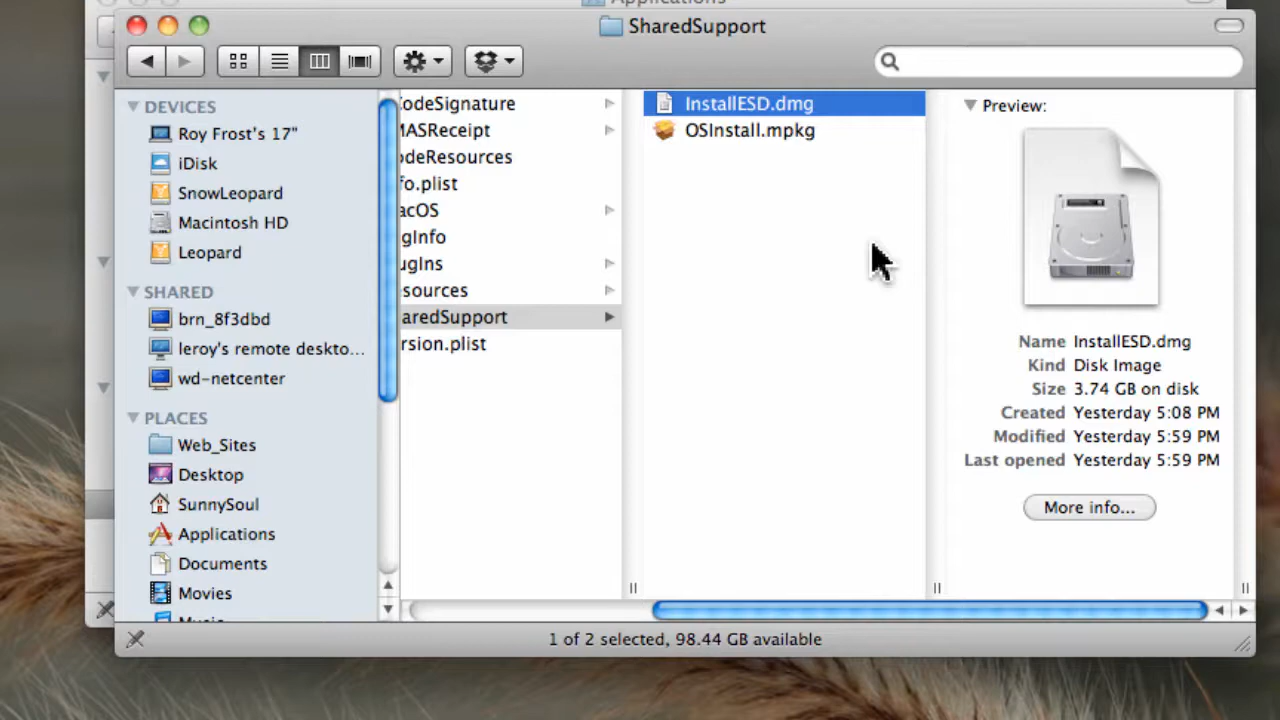 Applications
SharedSupport
DEVICES
Roy Frost's 17"
iDisk
SnowLeopard
Macintosh HD
Leopard
SHARED
brn_8f3dbd
leroy's remote deskto...
wd-netcenter
PLACES
Web_Sites
Desktop
SunnySoul
Applications
Documents
Movies
CodeSignature
MASReceipt
odeResources
fo.plist
acOS
gInfo
ugIns
sources
aredSupport
rsion.plist
InstallESD.dmg
OSInstall.mpkg
Preview:
Name InstallESD.dmg
Kind Disk Image
Size 3.74 GB on disk
Created Yesterday 5:08 PM
Modified Yesterday 5:59 PM
Last opened Yesterday 5:59 PM
More info...
1 of 2 selected, 98.44 GB available